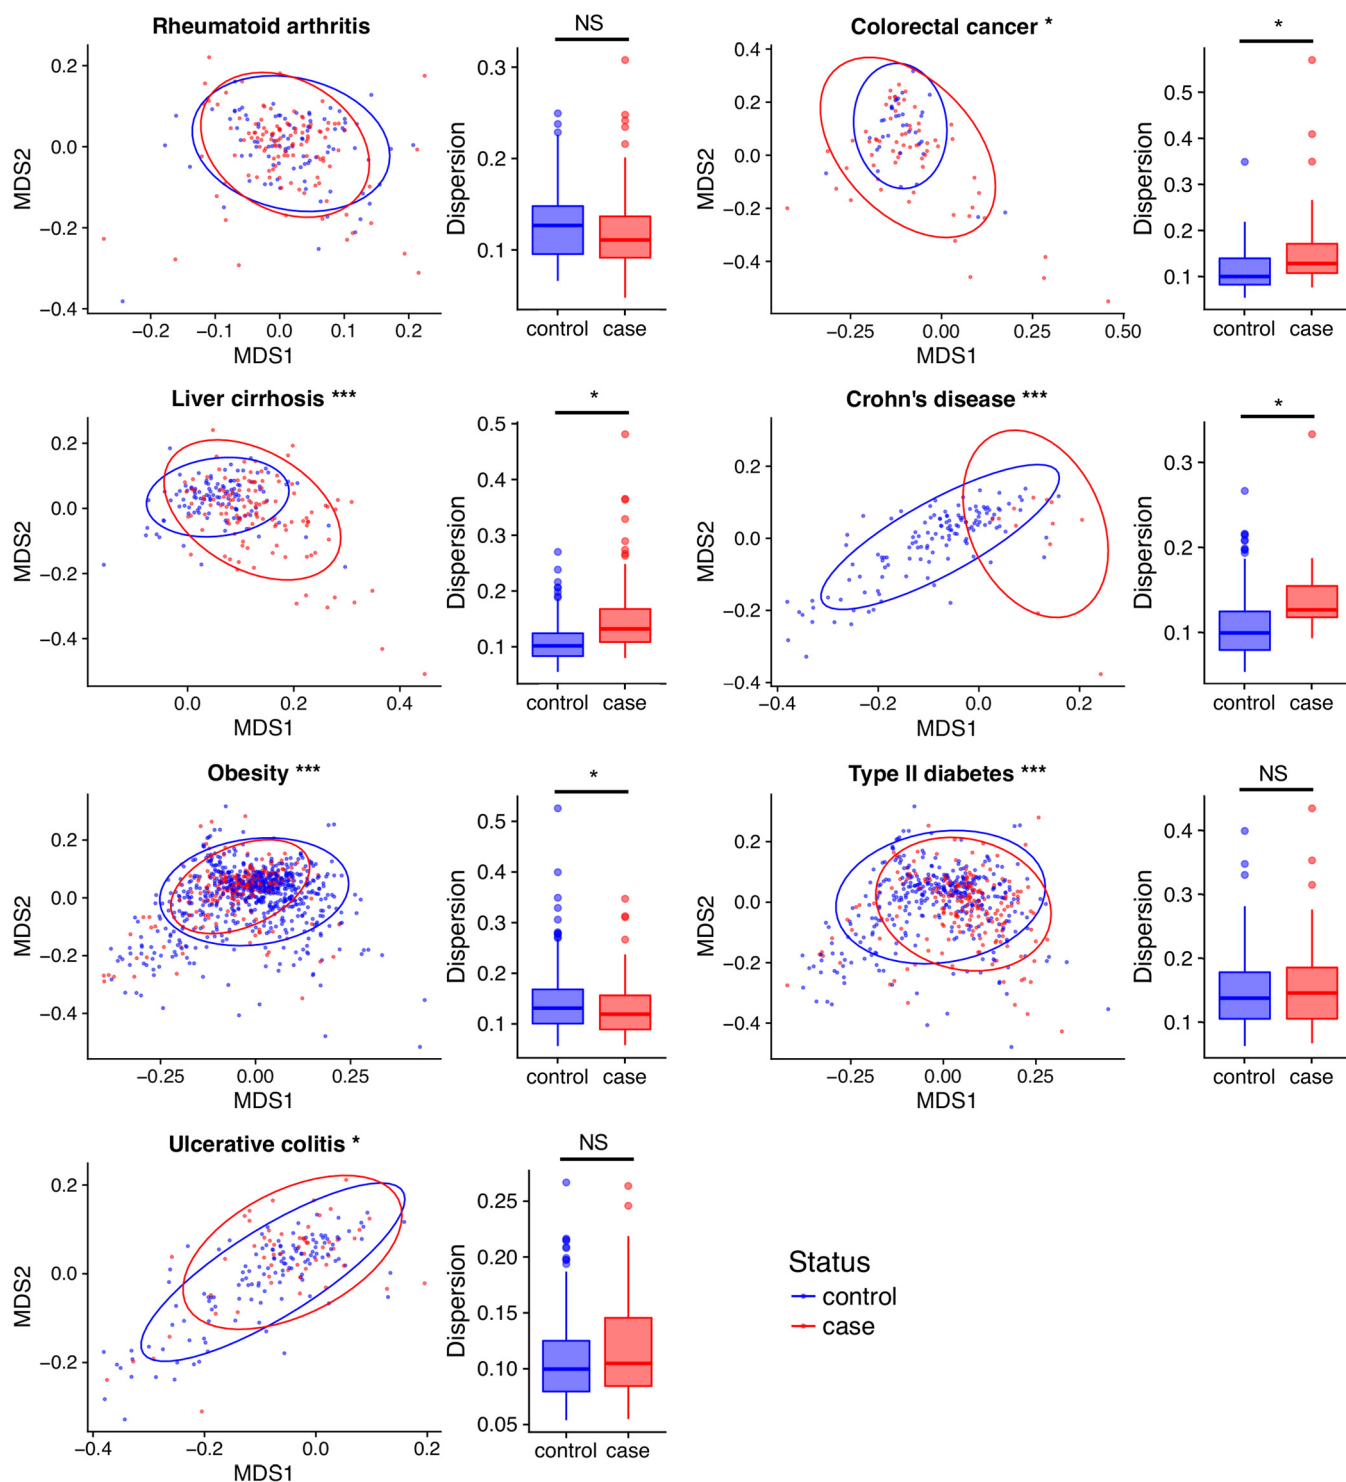 Rheumatoid arthritis
NS
0.2
0.0
−0.2
−0.4
MDS2
−0.2 −0.1 0.0 0.1 0.2
MDS1
0.3
0.2
0.1
Dispersion
control case
Colorectal cancer *
*
0.4
0.2
0.0
−0.2
−0.4
MDS2
−0.25 0.00 0.25 0.50
MDS1
0.5
0.4
0.3
0.2
0.1
Dispersion
control case
Liver cirrhosis ***
*
0.2
0.0
−0.2
−0.4
MDS2
0.0 0.2 0.4
MDS1
0.5
0.4
0.3
0.2
0.1
Dispersion
control case
Crohn's disease ***
*
0.2
0.0
−0.2
−0.4
MDS2
−0.4 −0.2 0.0 0.2
MDS1
0.3
0.2
0.1
Dispersion
control case
Obesity ***
*
0.2
0.0
−0.2
−0.4
MDS2
−0.25 0.00 0.25
MDS1
0.5
0.4
0.3
0.2
0.1
Dispersion
control case
Type II diabetes ***
NS
0.2
0.0
−0.2
−0.4
MDS2
−0.25 0.00 0.25
MDS1
0.4
0.3
0.2
0.1
Dispersion
control case
Ulcerative colitis *
NS
0.2
0.0
−0.2
MDS2
−0.4 −0.2 0.0 0.2
MDS1
0.25
0.20
0.15
0.10
0.05
Dispersion
control case
Status
control
case